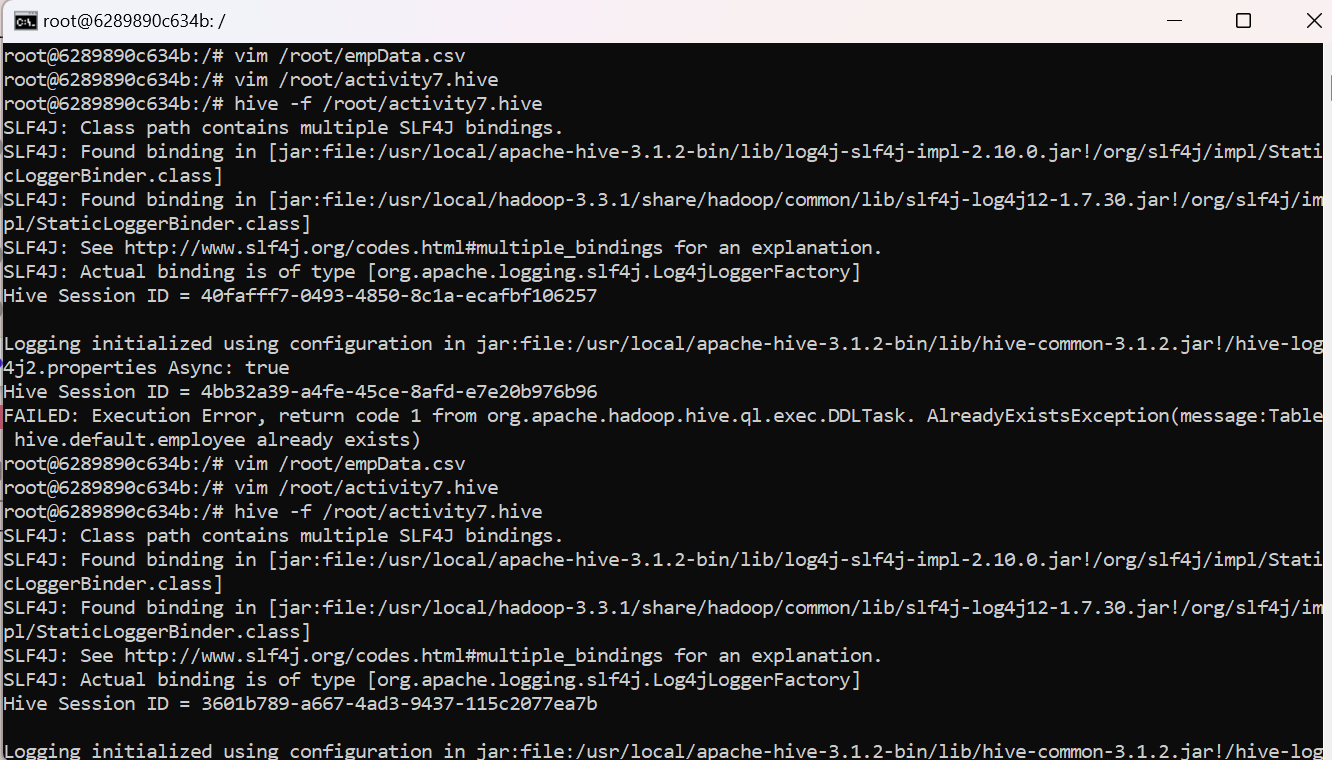 root@6289890c634b: /
root@6289890c634b:/# vim /root/empData.csv
root@6289890c634b:/# vim /root/activity7.hive
root@6289890c634b:/# hive -f /root/activity7.hive
SLF4J: Class path contains multiple SLF4J bindings.
SLF4J: Found binding in [jar:file:/usr/local/apache-hive-3.1.2-bin/lib/log4j-slf4j-impl-2.10.0.jar!/org/slf4j/impl/Stati
cLoggerBinder.class]
SLF4J: Found binding in [jar:file:/usr/local/hadoop-3.3.1/share/hadoop/common/lib/slf4j-log4j12-1.7.30.jar!/org/slf4j/im
pl/StaticLoggerBinder.class]
SLF4J: See http://www.slf4j.org/codes.html#multiple_bindings for an explanation.
SLF4J: Actual binding is of type [org.apache.logging.slf4j.Log4jLoggerFactory]
Hive Session ID = 40fafff7-0493-4850-8c1a-ecafbf106257
Logging initialized using configuration in jar:file:/usr/local/apache-hive-3.1.2-bin/lib/hive-common-3.1.2.jar!/hive-log
4j2.properties Async: true
Hive Session ID = 4bb32a39-a4fe-45ce-8afd-e7e20b976b96
FAILED: Execution Error, return code 1 from org.apache.hadoop.hive.ql.exec.DDLTask. AlreadyExistsException(message:Table
hive.default.employee already exists)
root@6289890c634b:/# vim /root/empData.csv
root@6289890c634b:/# vim /root/activity7.hive
root@6289890c634b:/# hive -f /root/activity7.hive
SLF4J: Class path contains multiple SLF4J bindings.
SLF4J: Found binding in [jar:file:/usr/local/apache-hive-3.1.2-bin/lib/log4j-slf4j-impl-2.10.0.jar!/org/slf4j/impl/Stati
cLoggerBinder.class]
SLF4J: Found binding in [jar:file:/usr/local/hadoop-3.3.1/share/hadoop/common/lib/slf4j-log4j12-1.7.30.jar!/org/slf4j/im
pl/StaticLoggerBinder.class]
SLF4J: See http://www.slf4j.org/codes.html#multiple_bindings for an explanation.
SLF4J: Actual binding is of type [org.apache.logging.slf4j.Log4jLoggerFactory]
Hive Session ID = 3601b789-a667-4ad3-9437-115c2077ea7b
Logging initialized using configuration in jar:file:/usr/local/apache-hive-3.1.2-bin/lib/hive-common-3.1.2.jar!/hive-log